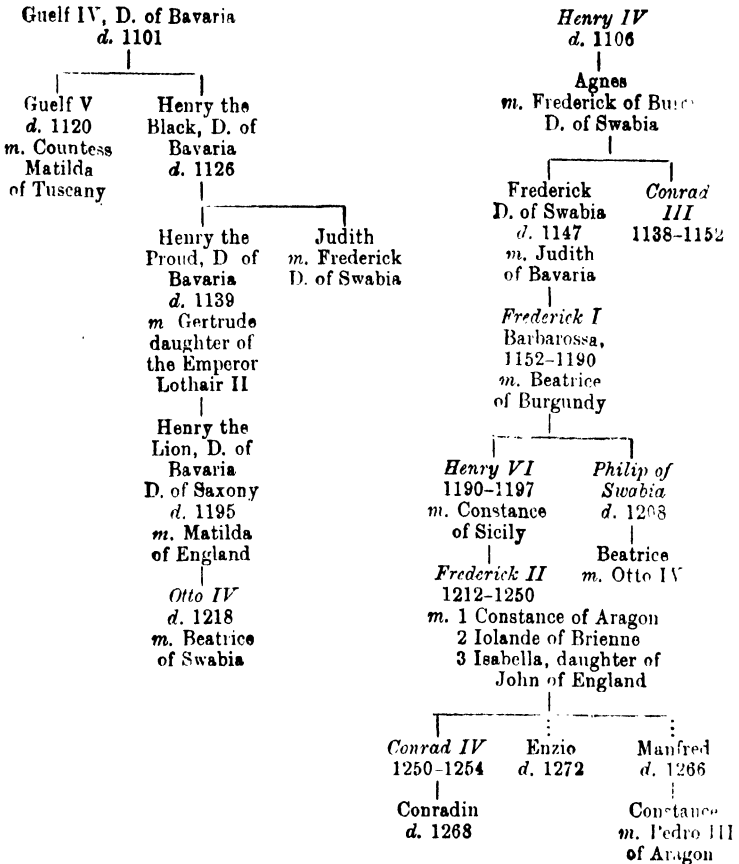 Guelf IV, D. of Bavaria
d. 1101
Guelf V
d. 1120
m. Countess
Matilda
of Tuscany
Henry the
Black, D. of
Bavaria
d. 1126
Henry the
Proud, D of
Bavaria
d. 1139
m Gertrude
daughter of
the Emperor
Lothair II
Judith
m. Frederick
D. of Swabia
Henry the
Lion, D. of
Bavaria
D. of Saxony
d. 1195
m. Matilda
of England
Otto IV
d. 1218
m. Beatrice
of Swabia
Henry IV
d. 1106
Agnes
m. Frederick of
D. of Swabia
Frederick
D. of Swabia
d. 1147
m. Judith
of Bavaria
Conrad
III
1138-1152
Frederick I
Barbarossa,
1152-1190
m. Beatrice
of Burgundy
Henry VI
1190-1197
m. Constance
of Sicily
Philip of
Swabia
d. 1208
Beatrice
m. Otto IV
Frederick II
1212-1250
m. 1 Constance of Aragon
2 Iolande of Brienne
3 Isabella, daughter of
John of England
Conrad IV
1250-1254
Enzio
d. 1272
Manfred
d. 1266
Conradin
d. 1268
Constance
m. Pedro III
of Aragon